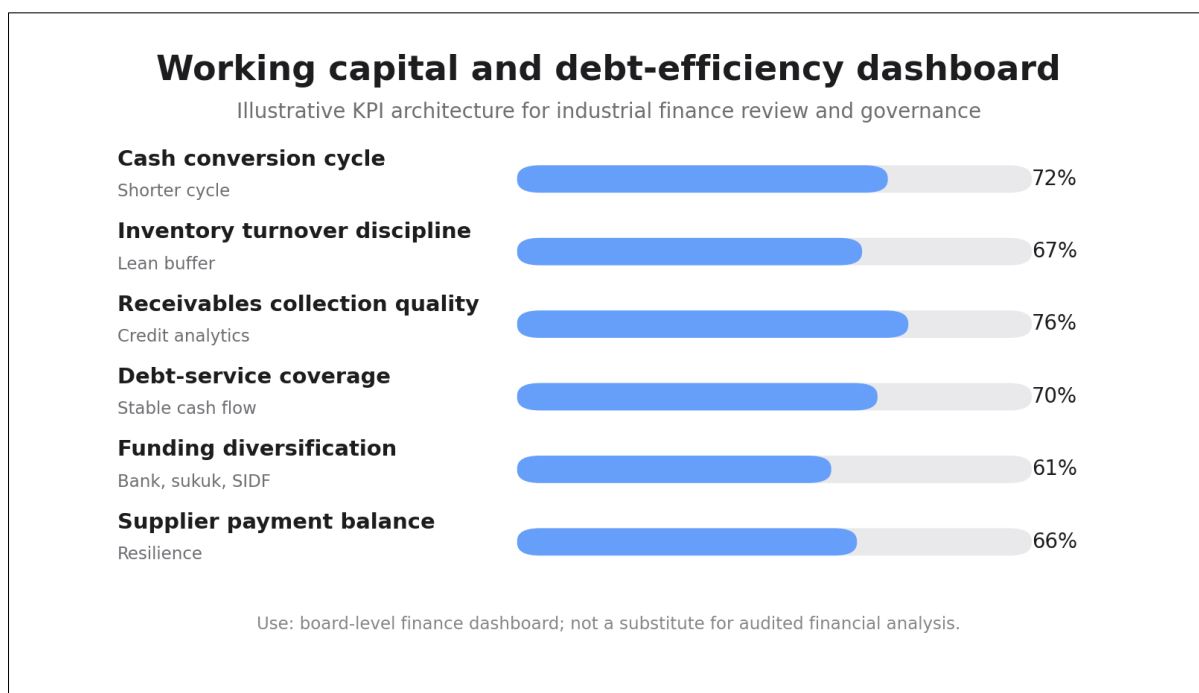 Working capital and debt-efficiency dashboard
Illustrative KPI architecture for industrial finance review and governance
Cash conversion cycle
Shorter cycle
72%
Inventory turnover discipline
Lean buffer
67%
Receivables collection quality
Credit analytics
76%
Debt-service coverage
Stable cash flow
70%
Funding diversification
Bank, sukuk, SIDF
61%
Supplier payment balance
Resilience
66%
Use: board-level finance dashboard; not a substitute for audited financial analysis.